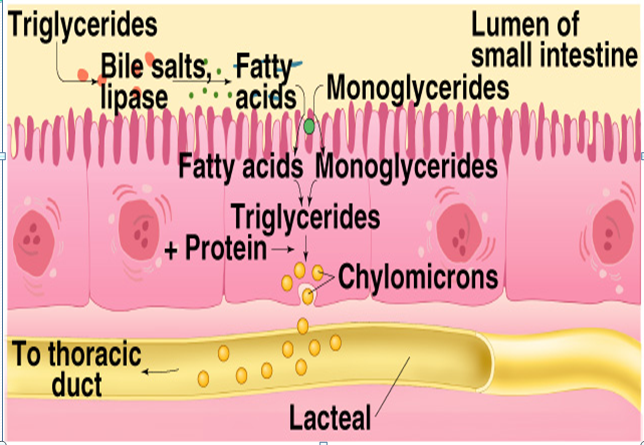 Triglycerides
Lumen of
small intestine
Bile salts,
lipase
Fatty
acids
Monoglycerides
Fatty acids Monoglycerides
Triglycerides
+ Protein
Chylomicrons
To thoracic
duct
Lacteal